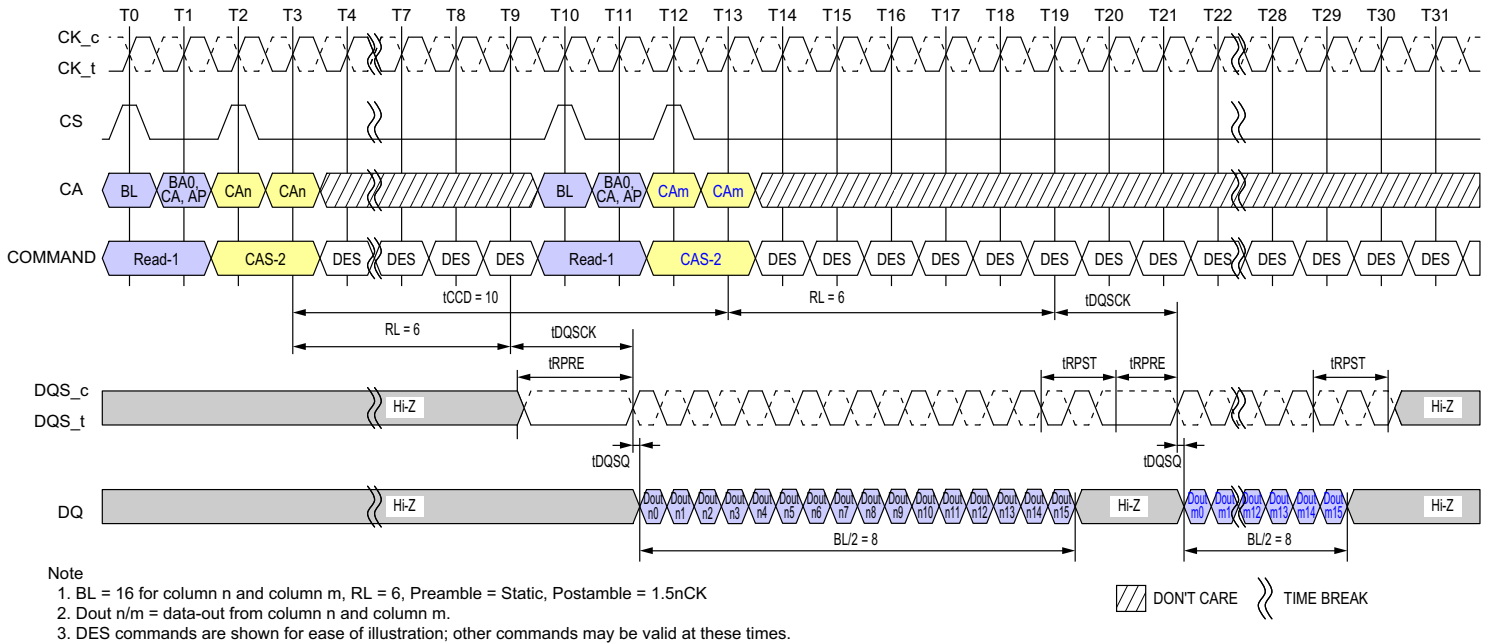 T0 T1 T2 T3 T4 T7 T8 T9 T10 T11 T12 T13 T14 T15 T16 T17 T18 T19 T20 T21 T22 T28 T29 T30 T31
CK_c
CK_t
CS
CA BL BA0, CA, AP CAn CAn BL BA0, CA, AP CAm CAm
COMMAND Read-1 CAS-2 DES DES DES DES Read-1 CAS-2 DES DES DES DES DES DES DES DES DES DES DES DES DES
tCCD = 10 RL = 6 tDQSCK
RL = 6 tDQSCK
tRPRE tRPST tRPRE tRPST
DQS_c
DQS_t
Hi-Z Hi-Z
tDQSQ tDQSQ
DQ Hi-Z Dout n0 Dout n1 Dout n2 Dout n3 Dout n4 Dout n5 Dout n6 Dout n7 Dout n8 Dout n9 Dout n10 Dout n11 Dout n12 Dout n13 Dout n14 Dout n15 Hi-Z Dout m0 Dout m1 Dout m12 Dout m13 Dout m14 Dout m15 Hi-Z
BL/2 = 8 BL/2 = 8
Note
1. BL = 16 for column n and column m, RL = 6, Preamble = Static, Postamble = 1.5nCK
2. Dout n/m = data-out from column n and column m.
3. DES commands are shown for ease of illustration; other commands may be valid at these times.
DON'T CARE TIME BREAK